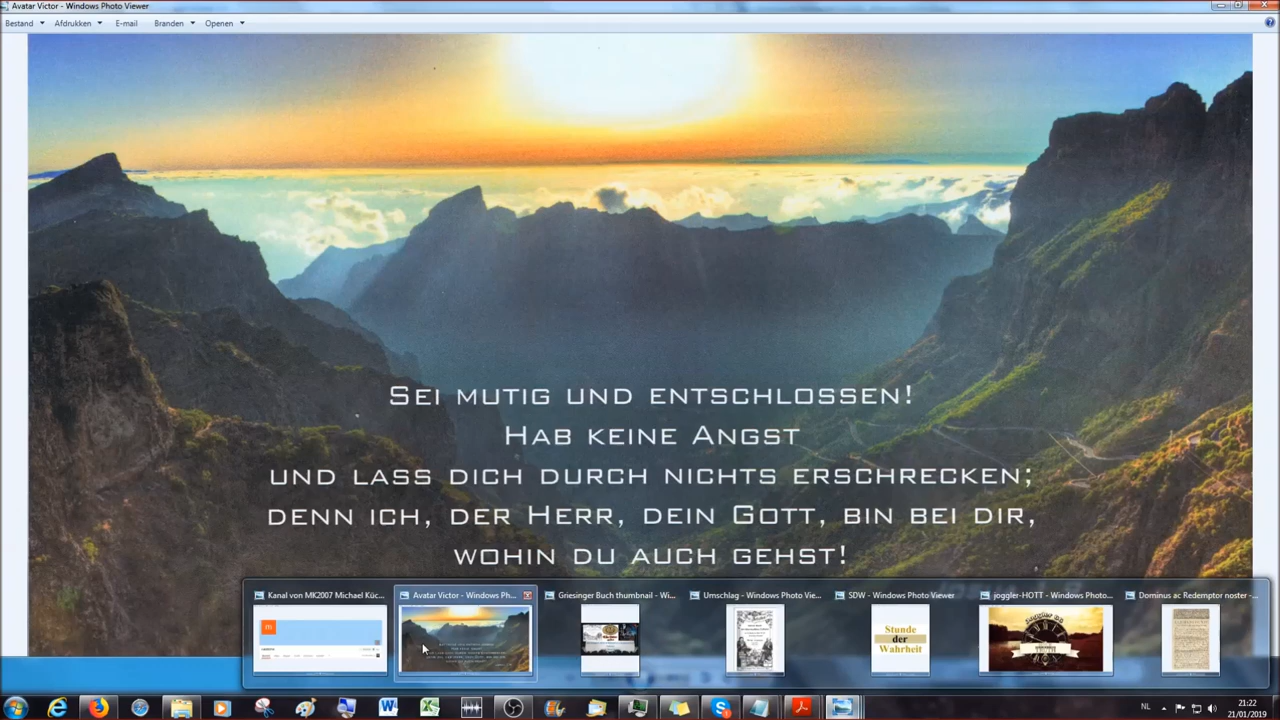 Avatar Victor - Windows Photo Viewer
Bestand Afdrukken E-mail Branden Openen
Sei mutig und entschlossen!
Hab keine Angst
und lass dich durch nichts erschrecken;
denn ich, der Herr, dein Gott, bin bei dir,
wohin du auch gehst!
Kanal von MK2007 Michael Küc... Avatar Victor - Windows Ph... Griesinger Buch thumbnail - Wi... Umschlag - Windows Photo Vie... SDW - Windows Photo Viewer joggler-HOTT - Windows Photo... Dominus ac Redemptor noster -...
m
Stunde
der
Wahrheit
NL
21:22
21/01/2019